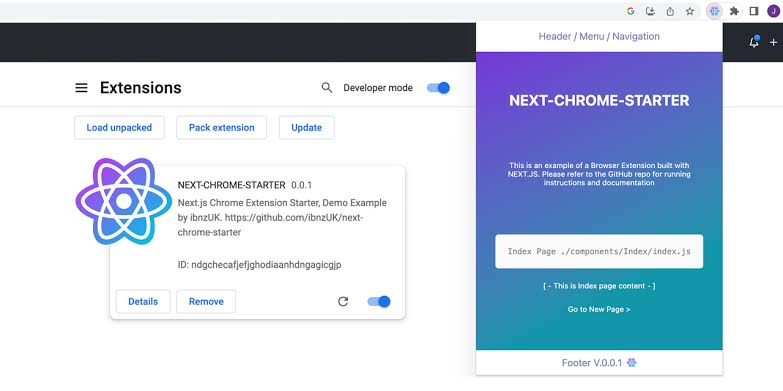 J
Header / Menu / Navigation
Extensions
Developer mode
Load unpacked
Pack extension
Update
NEXT-CHROME-STARTER 0.0.1
Next.js Chrome Extension Starter, Demo Example
by ibnzUK. https://github.com/ibnzUK/next-
chrome-starter
ID: ndgchecafjefjghodiaanhdngagicgjp
Details
Remove
NEXT-CHROME-STARTER
This is an example of a Browser Extension built with
NEXT.JS. Please refer to the GitHub repo for running
instructions and documentation
Index Page ./components/Index/index.js
[ - This is Index page content - ]
Go to New Page >
Footer V.0.0.1